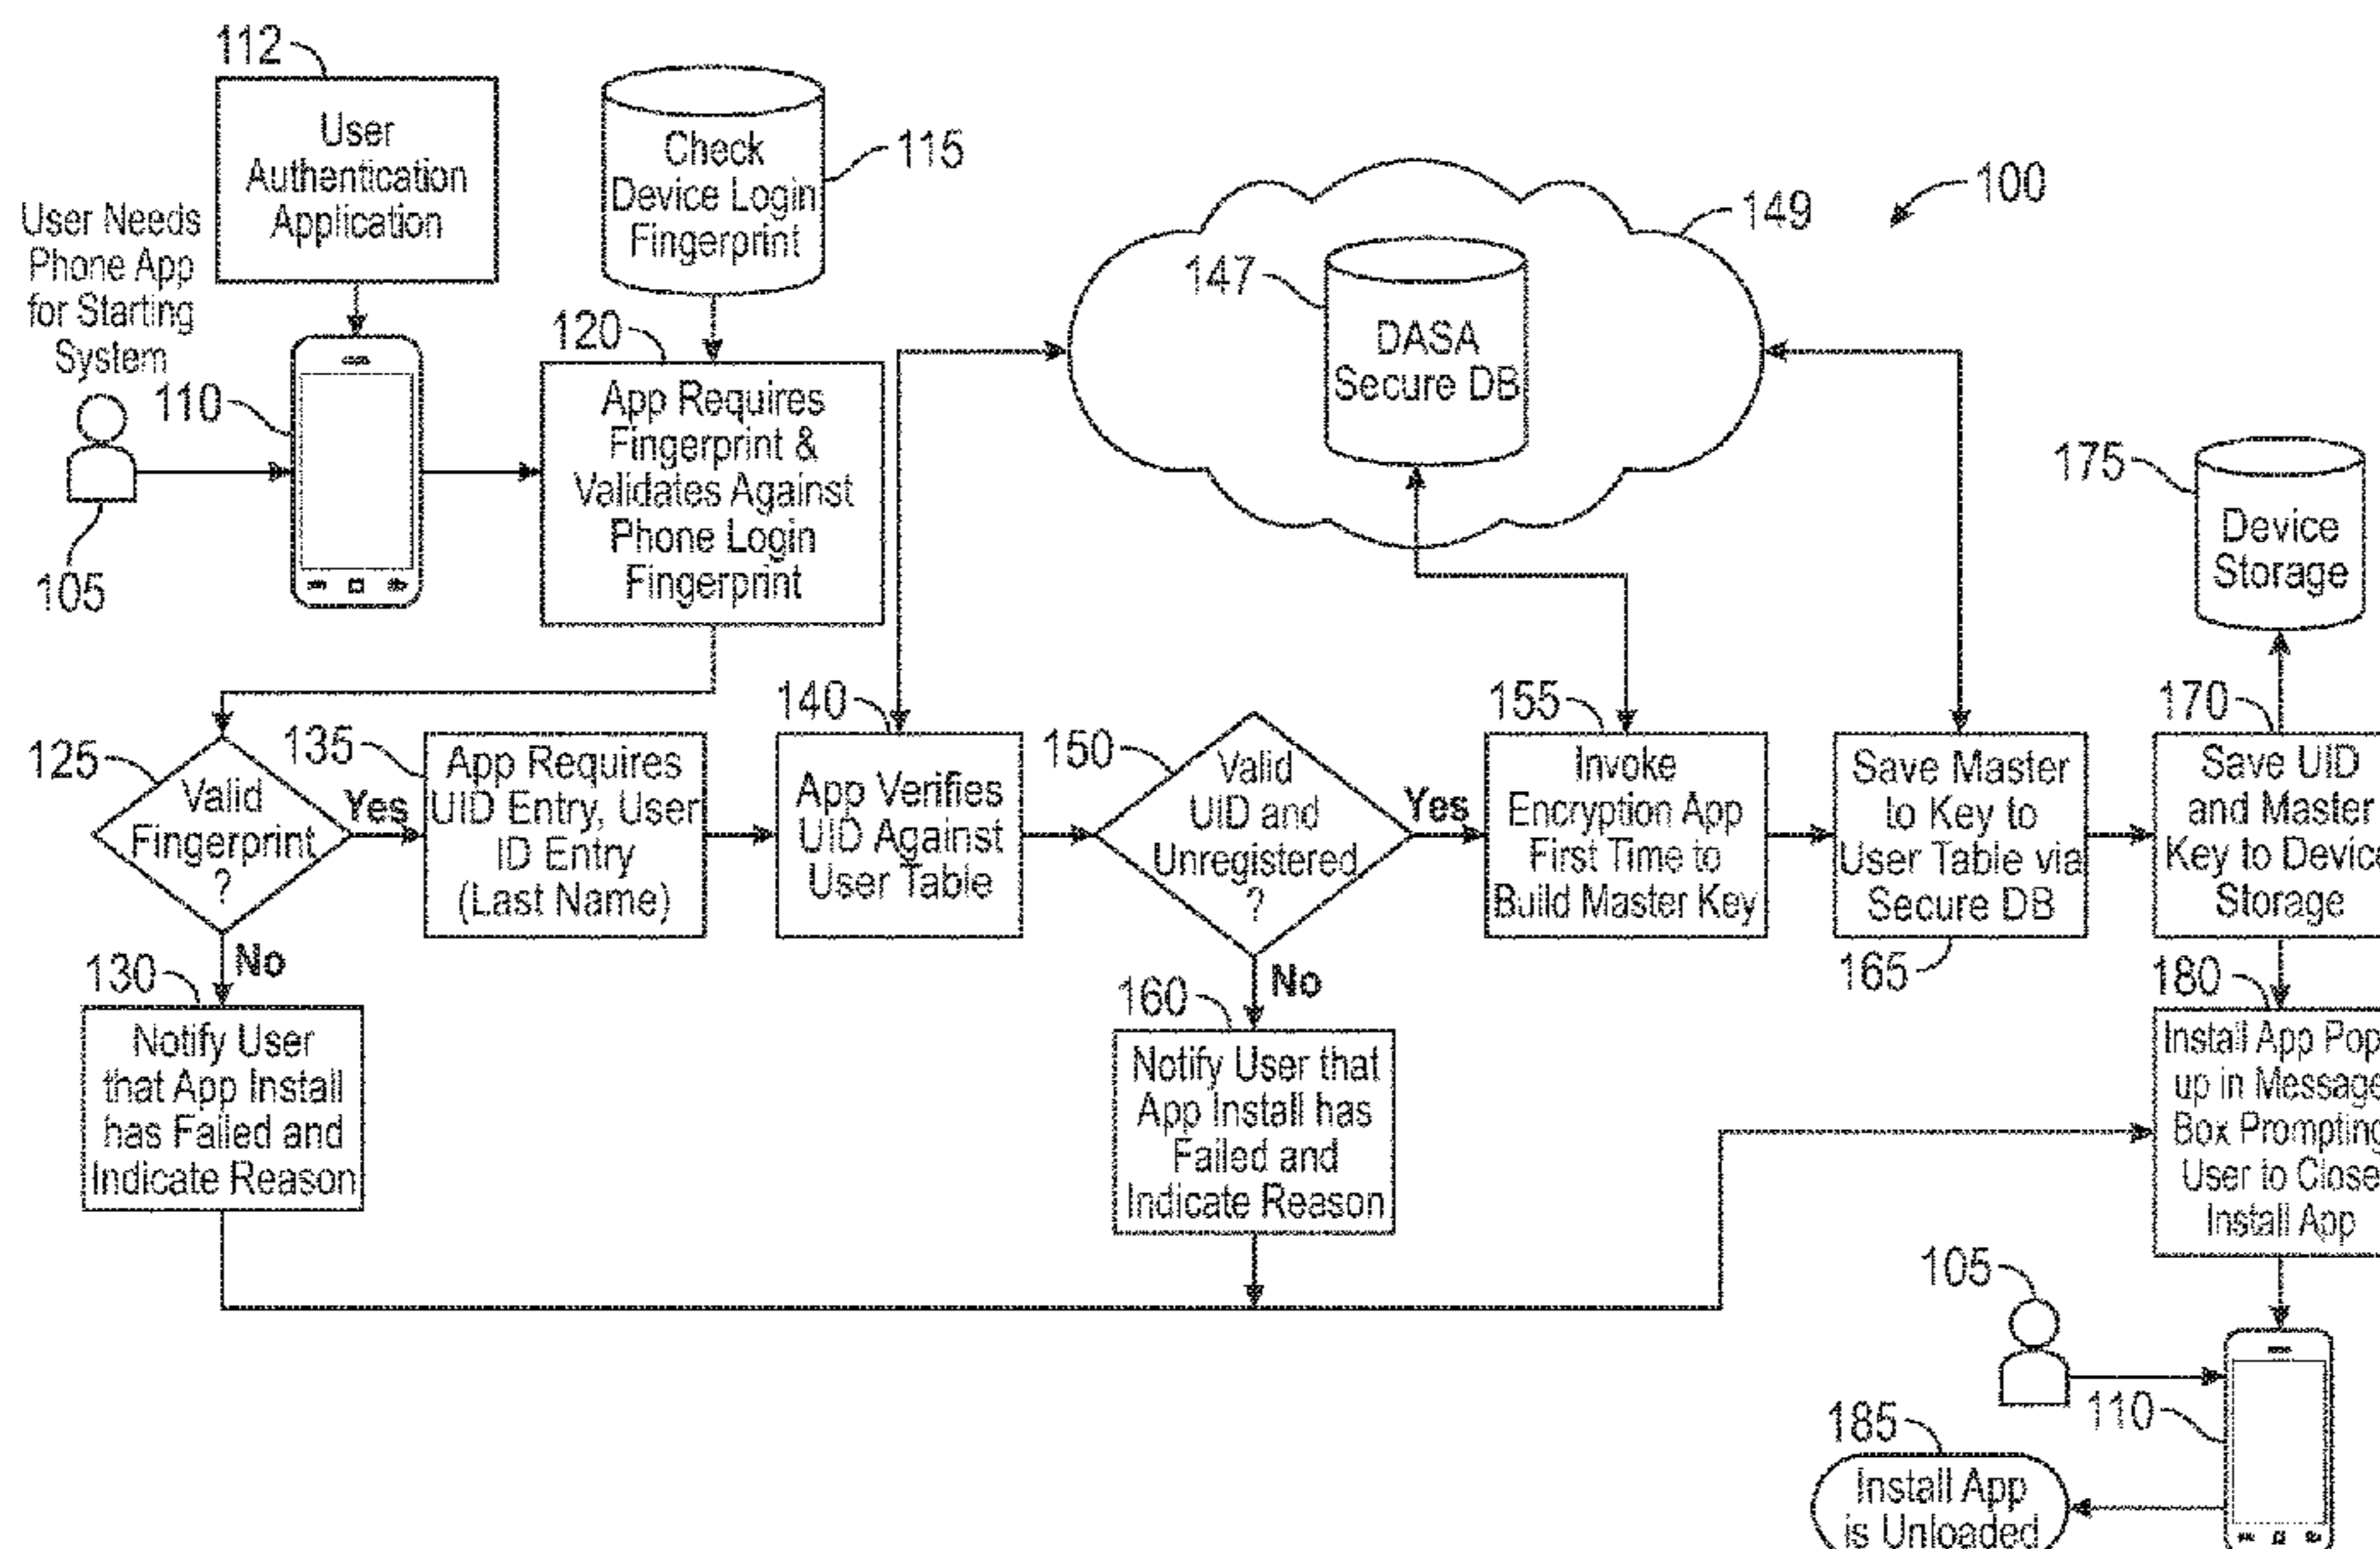 112
User
Authentication
Application
Check
Device Login
Fingerprint
115
100
149
147
DASA
Secure DB
User Needs
Phone App
for Starting
System
110
105
120
App Requires
Fingerprint &
Validates Against
Phone Login
Fingerprint
175
Device
Storage
125
Valid
Fingerprint
?
Yes
No
135
App Requires
UID Entry, User
ID Entry
(Last Name)
140
App Verifies
UID Against
User Table
150
Valid
UID and
Unregistered
?
Yes
No
155
Invoke
Encryption App
First Time to
Build Master Key
Save Master
to Key to
User Table via
Secure DB
165
170
Save UID
and Master
Key to Device
Storage
130
Notify User
that App Install
has Failed and
Indicate Reason
160
Notify User that
App Install has
Failed and
Indicate Reason
180
Install App Pop
up in Message
Box Prompting
User to Close
Install App
105
110
185
Install App
is Unloaded